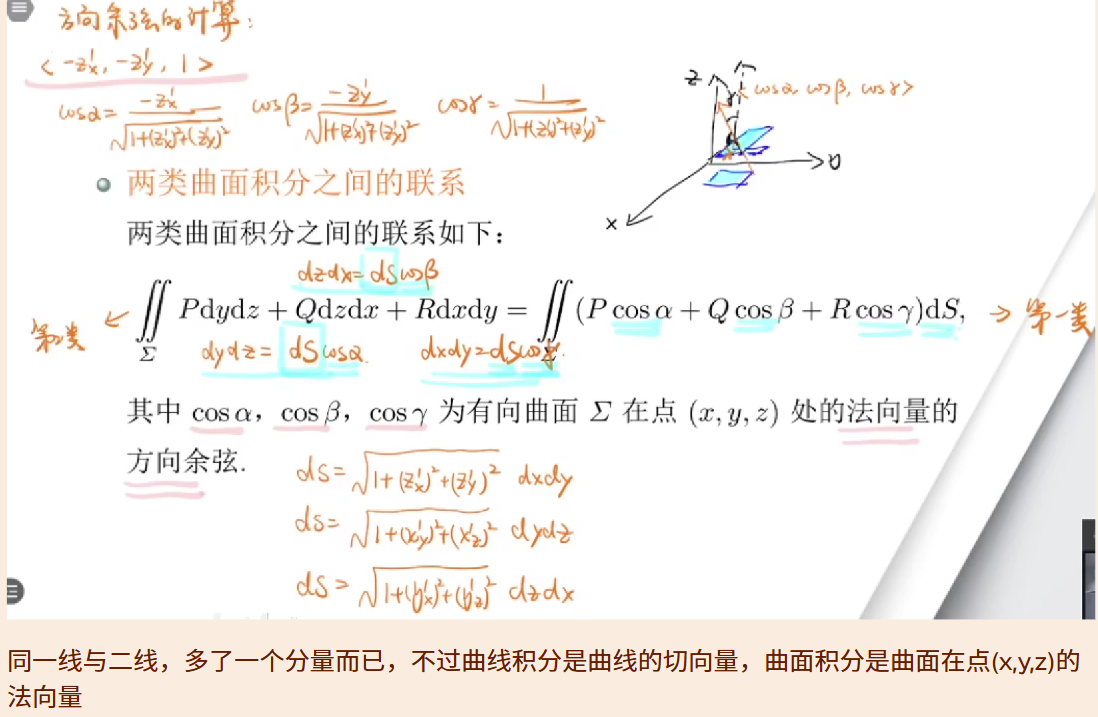 方向余弦的计算:
< -z'x, -z'y, 1 >
cosα = -z'x / √(1+(z'x)²+(z'y)²) cosβ = -z'y / √(1+(z'x)²+(z'y)²) cosγ = 1 / √(1+(z'x)²+(z'y)²)
z
<cosα, cosβ, cosγ>
x
两类曲面积分之间的联系
两类曲面积分之间的联系如下:
dzdx = dS cosβ
第二类 ← ∬Σ Pdydz + Qdzdx + Rdxdy = ∬Σ (P cos α + Q cos β + R cos γ)dS, → 第一类
dydz = dS cosα dxdy = dS cosγ.
其中 cos α, cos β, cos γ 为有向曲面 Σ 在点 (x, y, z) 处的法向量的
方向余弦.
dS = √(1+(z'x)²+(z'y)²) dxdy
dS = √(1+(x'y)²+(x'z)²) dydz
dS = √(1+(y'x)²+(y'z)²) dzdx
同一线与二线，多了一个分量而已，不过曲线积分是曲线的切向量，曲面积分是曲面在点(x,y,z)的
法向量